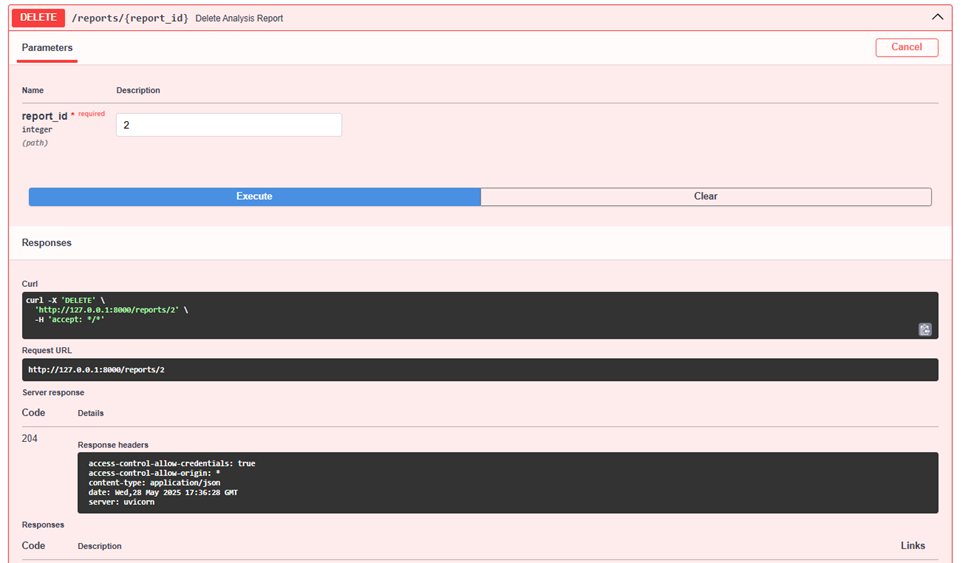 DELETE /reports/{report_id} Delete Analysis Report
Parameters Cancel
Name Description
report_id * required
integer
(path)
2
Execute Clear
Responses
Curl
curl -X 'DELETE' \
'http://127.0.0.1:8000/reports/2' \
-H 'accept: */*'
Request URL
http://127.0.0.1:8000/reports/2
Server response
Code Details
204
Response headers
access-control-allow-credentials: true
access-control-allow-origin: *
content-type: application/json
date: Wed,28 May 2025 17:36:28 GMT
server: uvicorn
Responses
Code Description Links